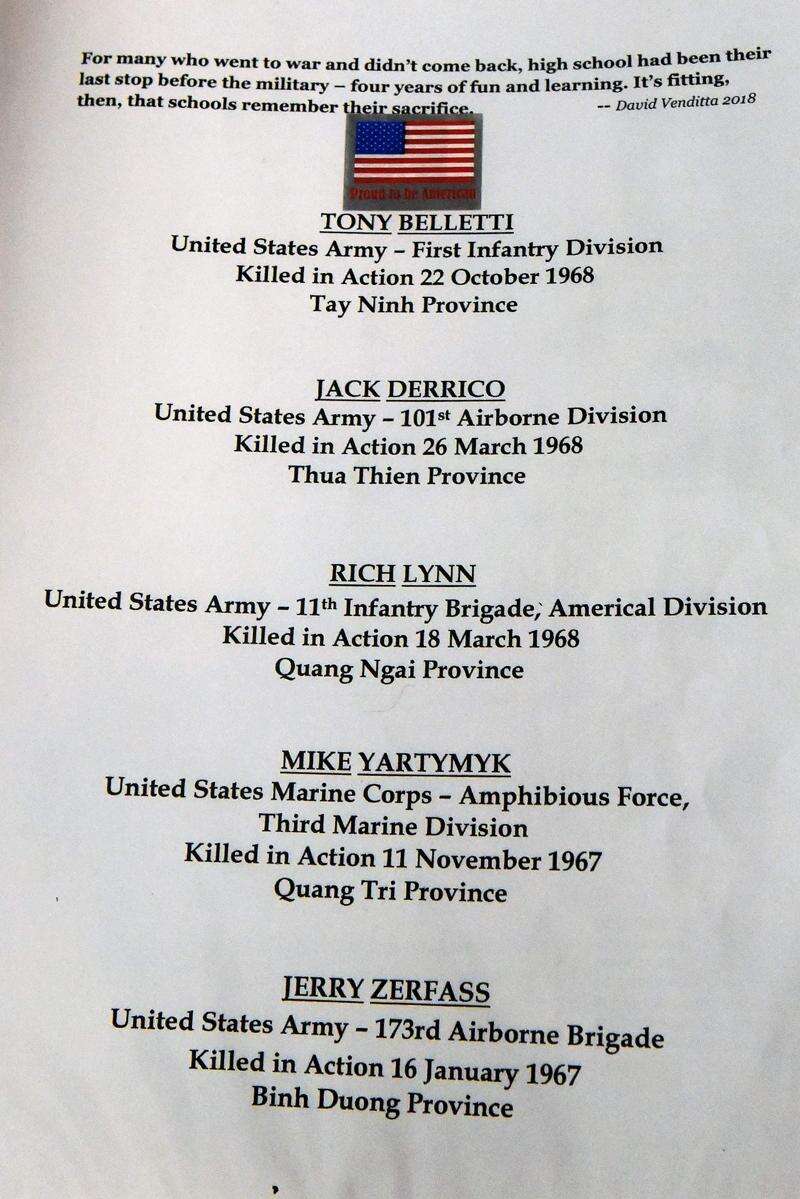 For many who went to war and didn't come back, high school had been their
last stop before the military – four years of fun and learning. It's fitting,
then, that schools remember their sacrifice.
-- David Venditta 2018
Proud to be American
TONY BELLETTI
United States Army – First Infantry Division
Killed in Action 22 October 1968
Tay Ninh Province
JACK DERRICO
United States Army – 101st Airborne Division
Killed in Action 26 March 1968
Thua Thien Province
RICH LYNN
United States Army – 11th Infantry Brigade, Americal Division
Killed in Action 18 March 1968
Quang Ngai Province
MIKE YARTYMYK
United States Marine Corps – Amphibious Force,
Third Marine Division
Killed in Action 11 November 1967
Quang Tri Province
JERRY ZERFASS
United States Army – 173rd Airborne Brigade
Killed in Action 16 January 1967
Binh Duong Province